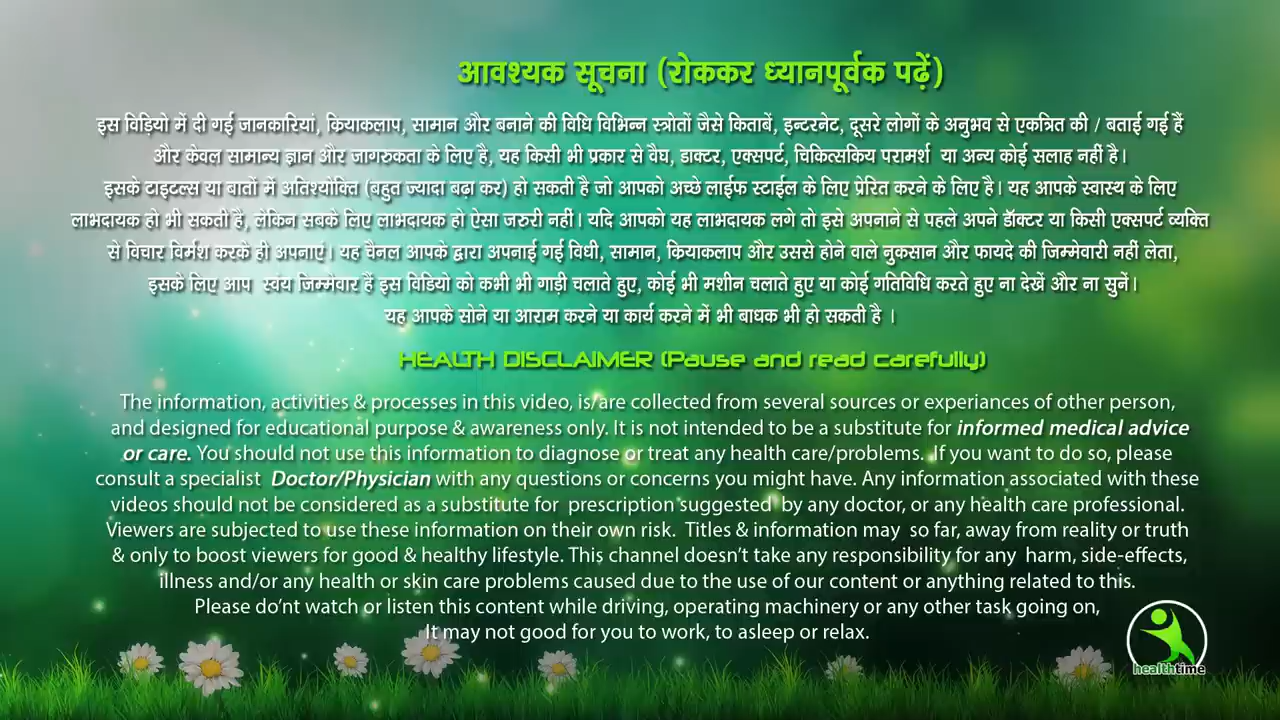 आवश्यक सूचना (रोककर ध्यानपूर्वक पढ़ें)
इस विडियो में दी गई जानकारियां, क्रियाकलाप, सामान और बनाने की विधि विभिन्न स्त्रोतों जैसे किताबें, इन्टरनेट, दूसरे लोगों के अनुभव से एकत्रित की / बताई गई हैं
और केवल सामान्य ज्ञान और जागरुकता के लिए है, यह किसी भी प्रकार से वैघ, डाक्टर, एक्सपर्ट, चिकित्सकिय परामर्श या अन्य कोई सलाह नहीं है।
इसके टाइटल्स या बातों में अतिश्योक्ति (बहुत ज्यादा बढ़ा कर) हो सकती है जो आपको अच्छे लाईफ स्टाईल के लिए प्रेरित करने के लिए है। यह आपके स्वास्थ के लिए
लाभदायक हो भी सकती है, लेकिन सबके लिए लाभदायक हो ऐसा जरुरी नहीं। यदि आपको यह लाभदायक लगे तो इसे अपनाने से पहले अपने डॉक्टर या किसी एक्सपर्ट व्यक्ति
से विचार विर्मश करके ही अपनाएं। यह चैनल आपके द्वारा अपनाई गई विधी, सामान, क्रियाकलाप और उससे होने वाले नुकसान और फायदे की जिम्मेवारी नहीं लेता,
इसके लिए आप स्वंय जिम्मेवार हैं इस विडियो को कभी भी गाड़ी चलाते हुए, कोई भी मशीन चलाते हुए या कोई गतिविधि करते हुए ना देखें और ना सुनें।
यह आपके सोने या आराम करने या कार्य करने में भी बाधक भी हो सकती है ।
HEALTH DISCLAIMER (Pause and read carefully)
The information, activities & processes in this video, is/are collected from several sources or experiances of other person,
and designed for educational purpose & awareness only. It is not intended to be a substitute for informed medical advice
or care. You should not use this information to diagnose or treat any health care/problems. If you want to do so, please
consult a specialist Doctor/Physician with any questions or concerns you might have. Any information associated with these
videos should not be considered as a substitute for prescription suggested by any doctor, or any health care professional.
Viewers are subjected to use these information on their own risk. Titles & information may so far, away from reality or truth
& only to boost viewers for good & healthy lifestyle. This channel doesn't take any responsibility for any harm, side-effects,
illness and/or any health or skin care problems caused due to the use of our content or anything related to this.
Please do'nt watch or listen this content while driving, operating machinery or any other task going on,
It may not good for you to work, to asleep or relax.
healthtime